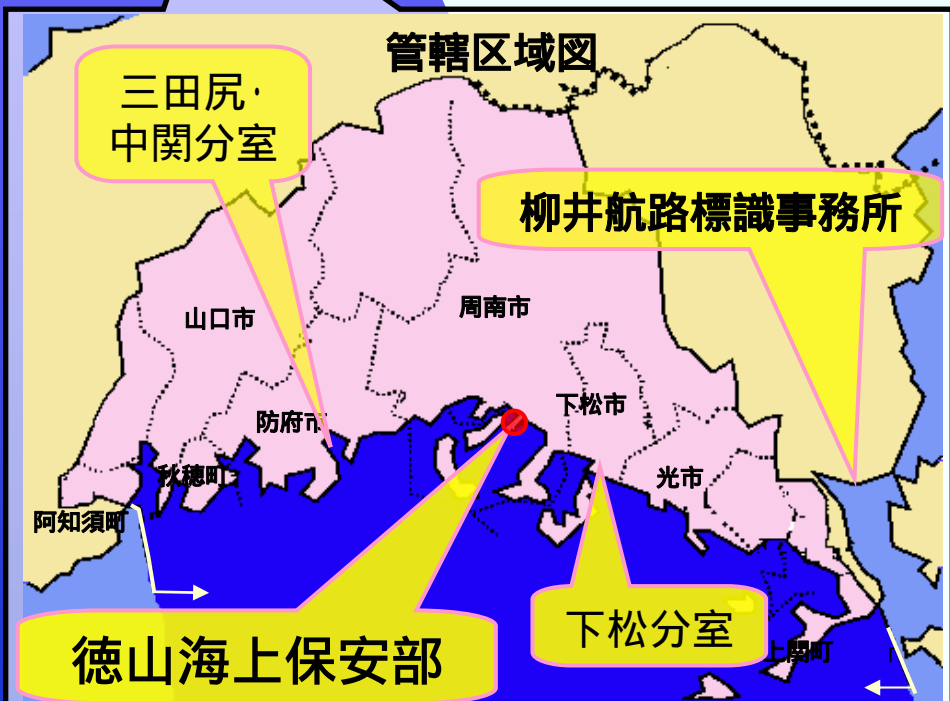 管轄区域図
三田尻・
中関分室
柳井航路標識事務所
周南市
山口市
下松市
防府市
秋穂町
光市
阿知須町
下松分室
徳山海上保安部
上関町